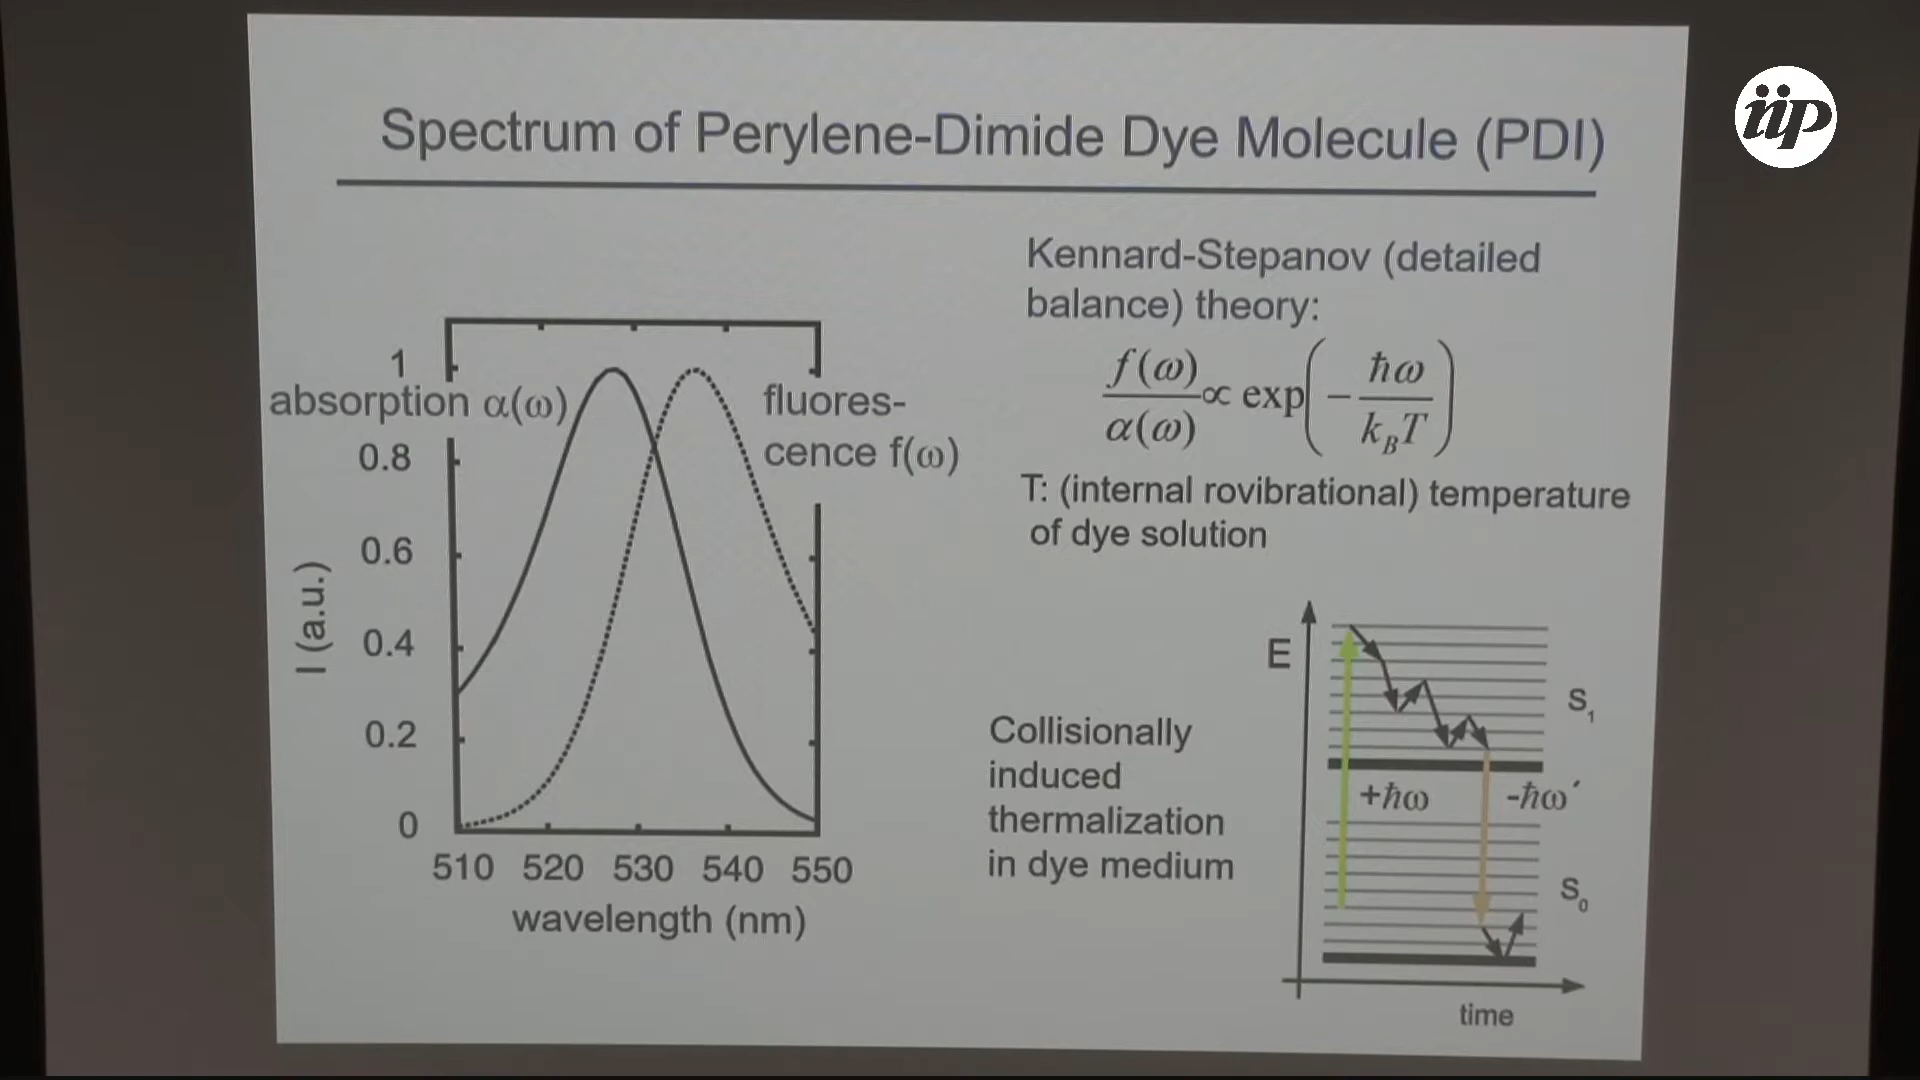 iip
Spectrum of Perylene-Dimide Dye Molecule (PDI)
Kennard-Stepanov (detailed
balance) theory:
f(ω)/α(ω) ∝ exp(-ħω/k_BT)
T: (internal rovibrational) temperature
of dye solution
absorption α(ω)
fluores-
cence f(ω)
I (a.u.)
1
0.8
0.6
0.4
0.2
0
510 520 530 540 550
wavelength (nm)
Collisionally
induced
thermalization
in dye medium
E
S₁
+ħω
-ħω´
S₀
time